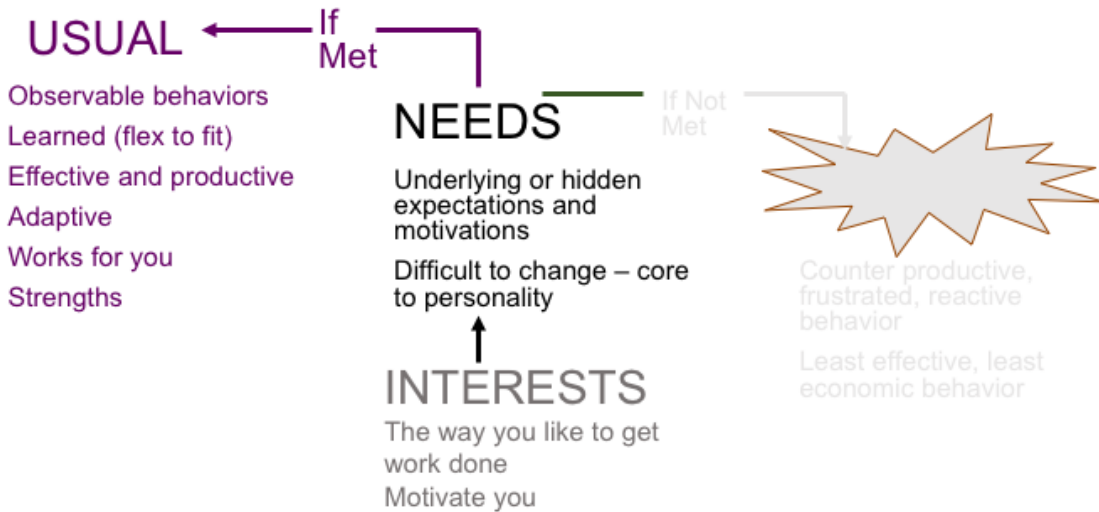 USUAL
If
Met
Observable behaviors
Learned (flex to fit)
Effective and productive
Adaptive
Works for you
Strengths
NEEDS
Underlying or hidden
expectations and
motivations
Difficult to change – core
to personality
If Not
Met
Counter productive,
frustrated, reactive
behavior
Least effective, least
economic behavior
INTERESTS
The way you like to get
work done
Motivate you